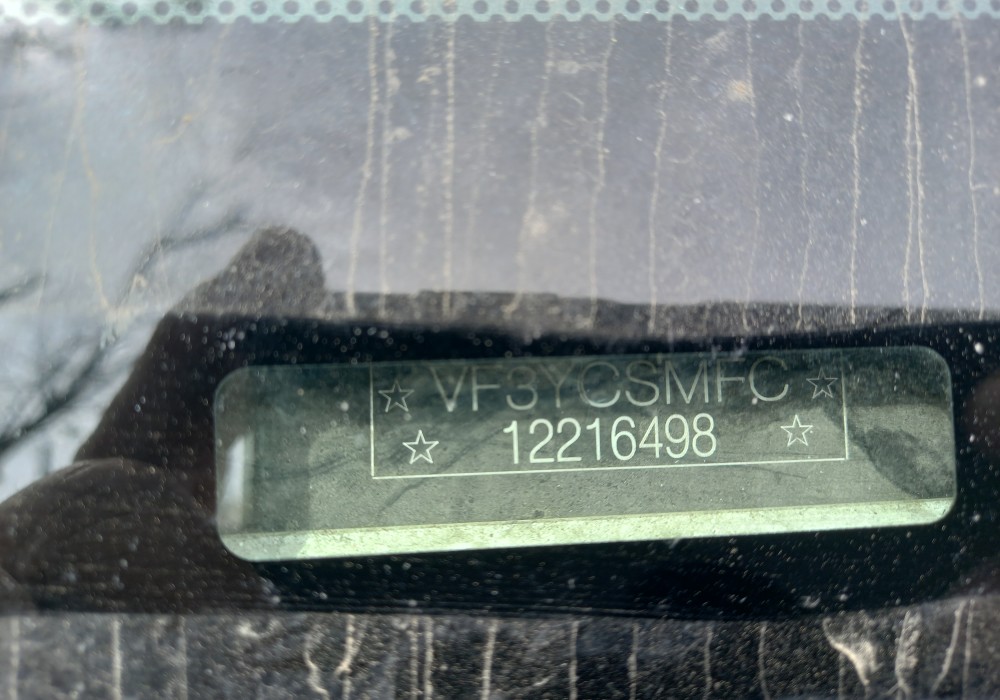 ☆ VF3YCSMFC ☆
☆ 12216498 ☆